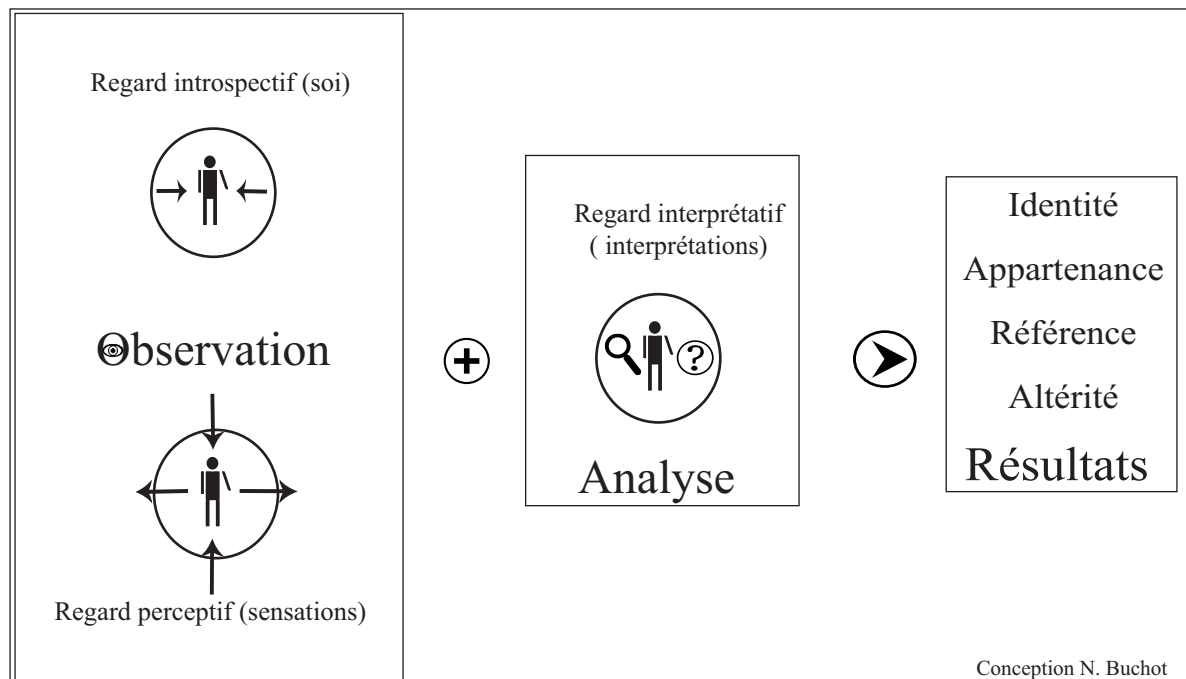 Regard introspectif (soi)
Observation
Regard perceptif (sensations)
Regard interprétatif
( interprétations)
?
Analyse
Identité
Appartenance
Référence
Altérité
Résultats
Conception N. Buchot